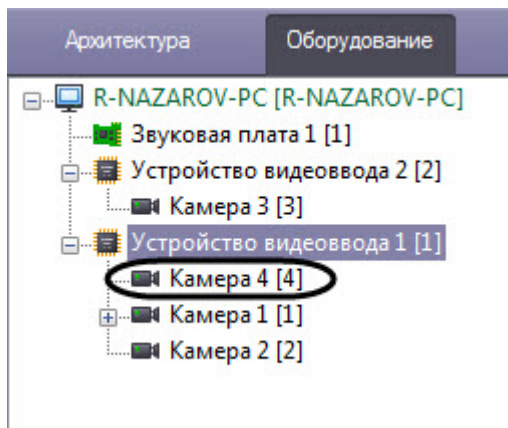 Архитектура Оборудование
R-NAZAROV-PC [R-NAZAROV-PC]
Звуковая плата 1 [1]
Устройство видеоввода 2 [2]
Камера 3 [3]
Устройство видеоввода 1 [1]
Камера 4 [4]
Камера 1 [1]
Камера 2 [2]